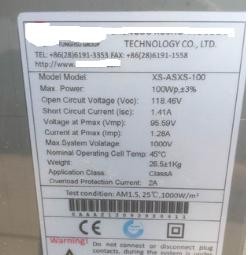 TECHNOLOGY CO., LTD.
TEL: +86(28)6191-3353 FAX: +86(28)6191-1558
Model Model XS-ASXS-100
Max. Power: 100Wp,±3%
Open Circuit Voltage (Voc): 118.46V
Short Circuit Current (Isc): 1.41A
Voltage at Pmax (Vmp): 95.59V
Current at Pmax (Imp): 1.28A
Max System Volatage 1000V
Nominal Operating Cell Temp: 45℃
Weight: 26.5±1Kg
Application Class: ClassA
Overload Protection Current: 2A
Test condition: AM1.5, 25℃, 1000W/m²
CE
Warning!
Do not connect or disconnect plug